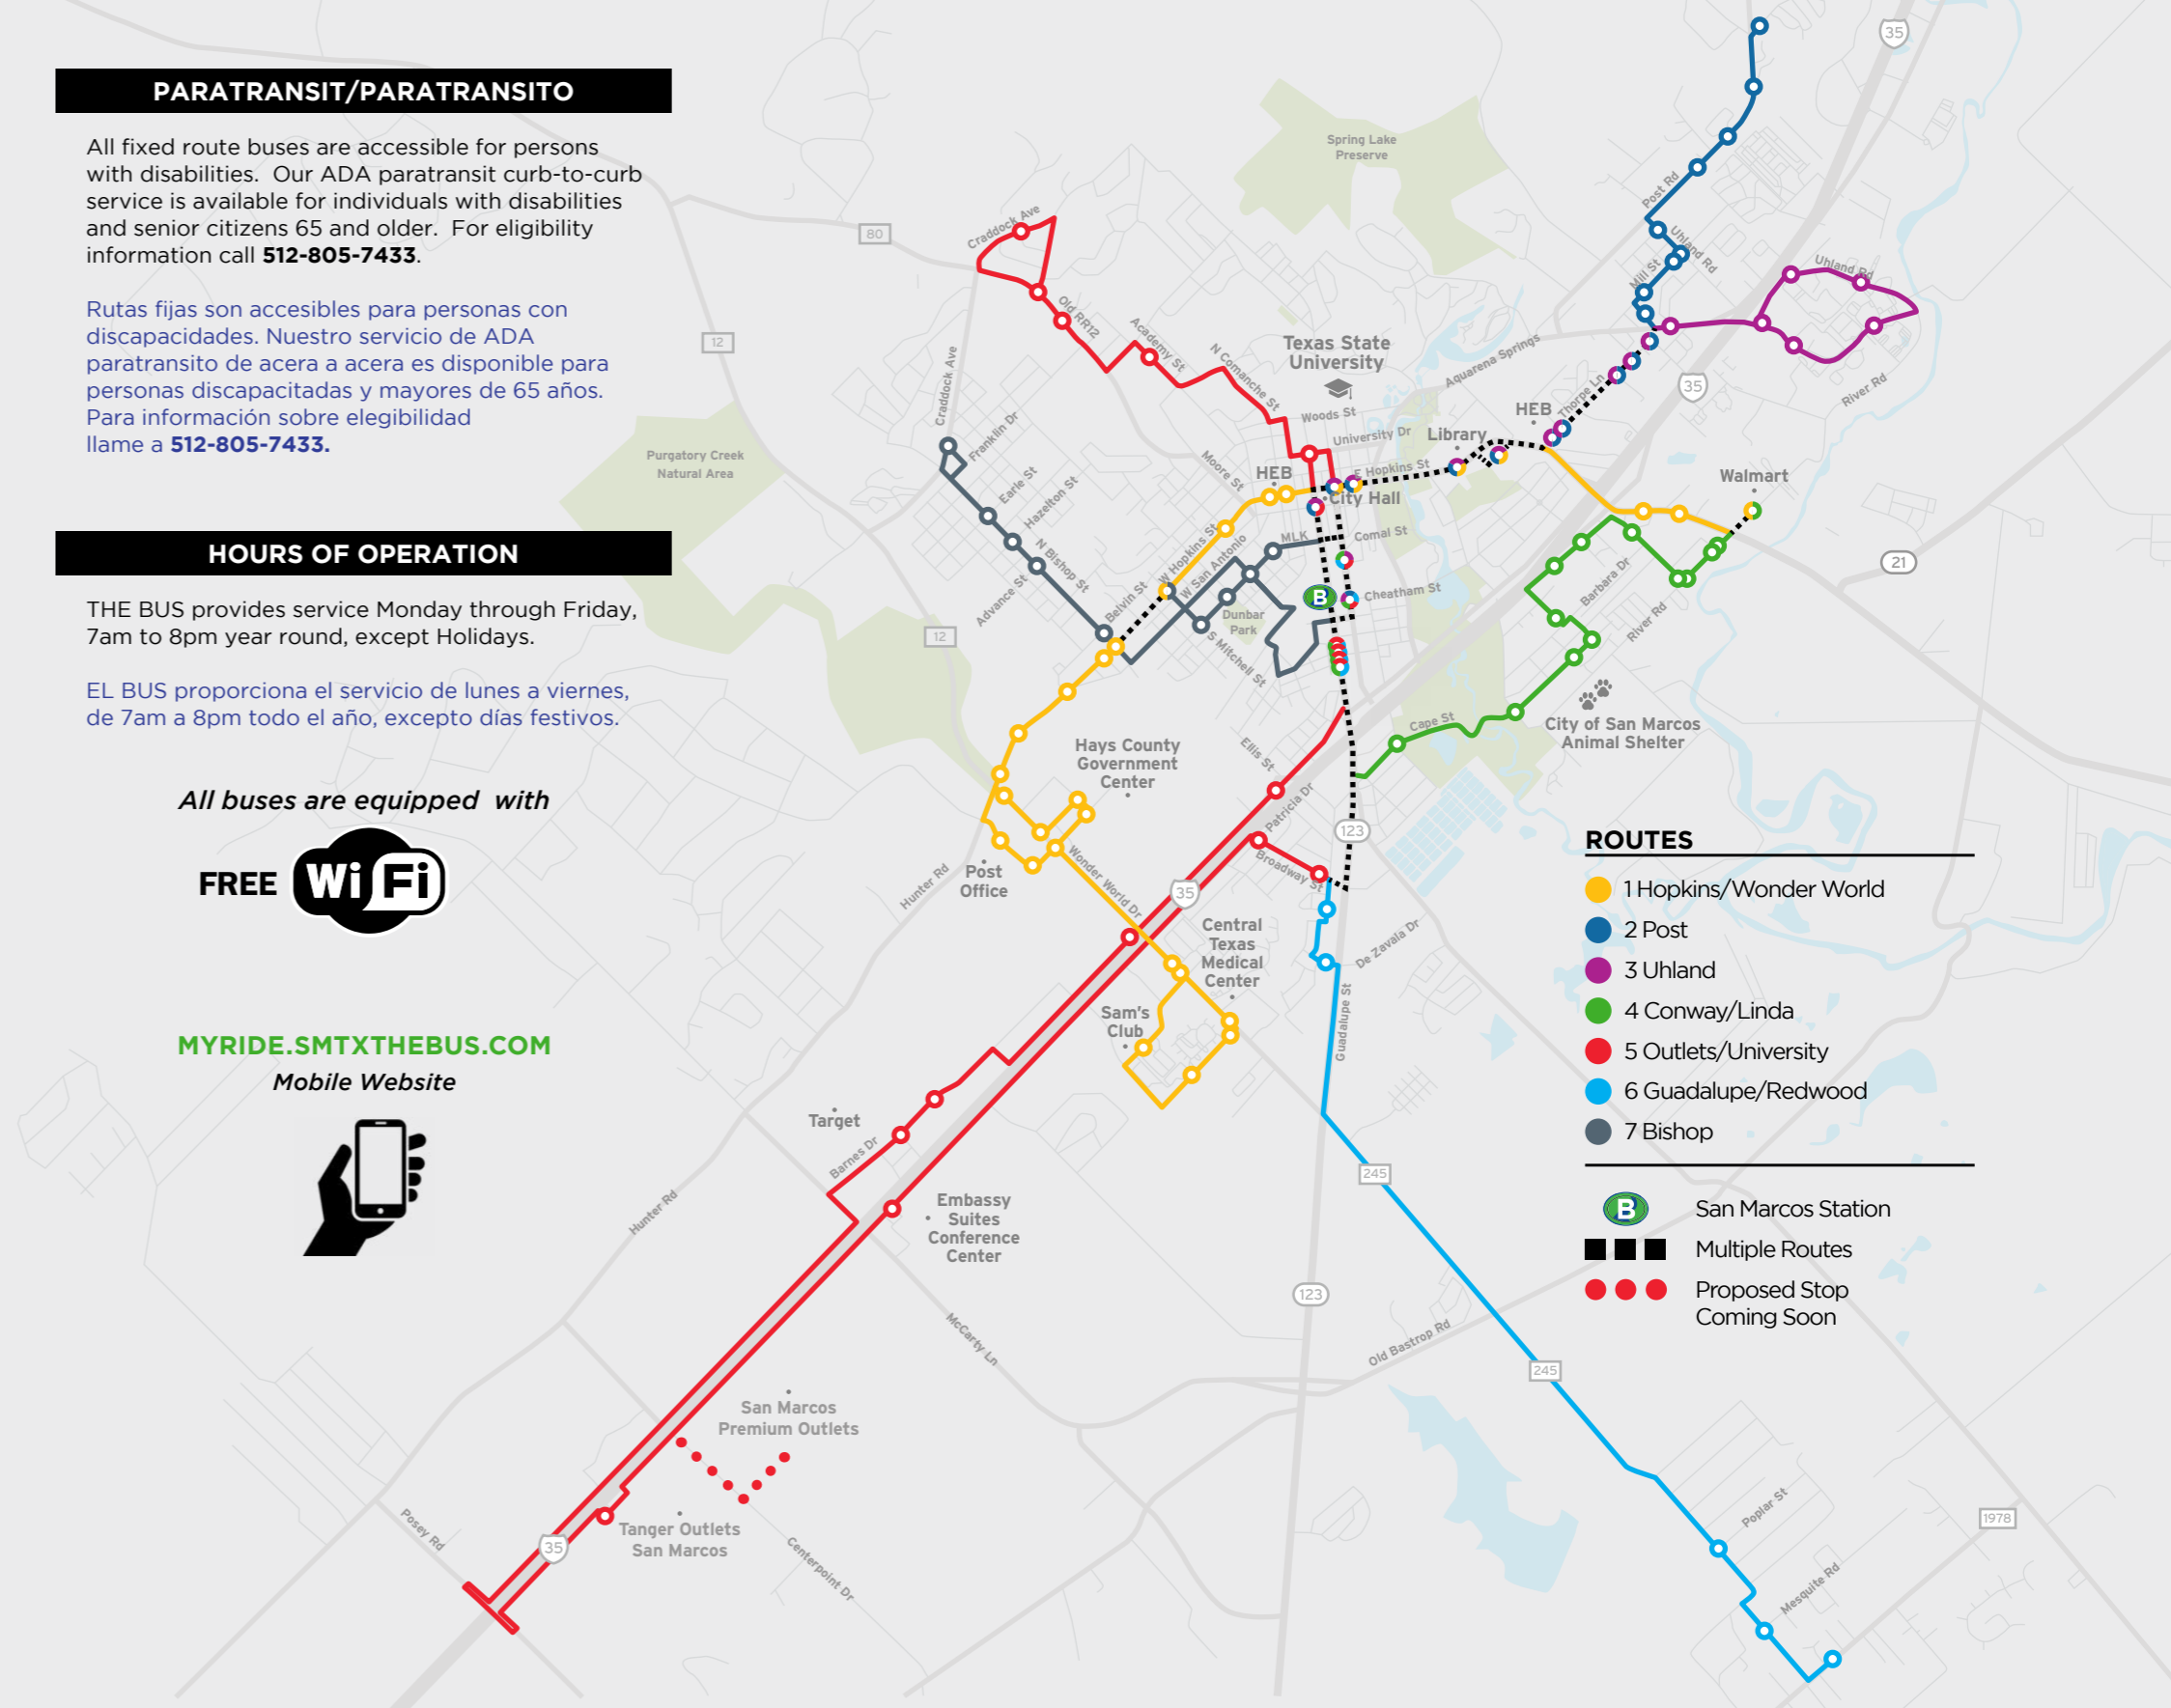 PARATRANSIT/PARATRANSITO
All fixed route buses are accessible for persons
with disabilities. Our ADA paratransit curb-to-curb
service is available for individuals with disabilities
and senior citizens 65 and older. For eligibility
information call 512-805-7433.
Rutas fijas son accesibles para personas con
discapacidades. Nuestro servicio de ADA
paratransito de acera a acera es disponible para
personas discapacitadas y mayores de 65 años.
Para información sobre elegibilidad
llame a 512-805-7433.
HOURS OF OPERATION
THE BUS provides service Monday through Friday,
7am to 8pm year round, except Holidays.
EL BUS proporciona el servicio de lunes a viernes,
de 7am a 8pm todo el año, excepto días festivos.
All buses are equipped with
FREE Wi Fi
MYRIDE.SMTXTHEBUS.COM
Mobile Website
35
Spring Lake
Preserve
Post Rd
Craddock Ave
80
Uhland Rd
Mill St
Uhland Rd
Old RR12
12
Academy St
N Comanche St
Texas State
University
Aquarena Springs
35
River Rd
Thorpe Ln
HEB
Craddock Ave
Franklin Dr
Woods St
University Dr
Library
Purgatory Creek
Natural Area
Moore St
HEB
E Hopkins St
City Hall
Walmart
Earle St
Hazelton St
N Bishop St
Advance St
Belvin St
W Hopkins St
W San Antonio
MLK
Comal St
B
Cheatham St
Dunbar
Park
S Mitchell St
Barbara Dr
River Rd
21
12
City of San Marcos
Animal Shelter
Cape St
Hays County
Government
Center
Ellis St
Patricia Dr
123
Broadway St
Post
Office
Hunter Rd
Wonder World Dr
35
Central
Texas
Medical
Center
De Zavala Dr
Guadalupe St
Sam's
Club
Target
Barnes Dr
Hunter Rd
Embassy
Suites
Conference
Center
245
123
McCarty Ln
Old Bastrop Rd
245
San Marcos
Premium Outlets
Tanger Outlets
San Marcos
35
Posey Rd
Centerpoint Dr
Poplar St
Mesquite Rd
1978
ROUTES
1 Hopkins/Wonder World
2 Post
3 Uhland
4 Conway/Linda
5 Outlets/University
6 Guadalupe/Redwood
7 Bishop
B San Marcos Station
Multiple Routes
Proposed Stop
Coming Soon